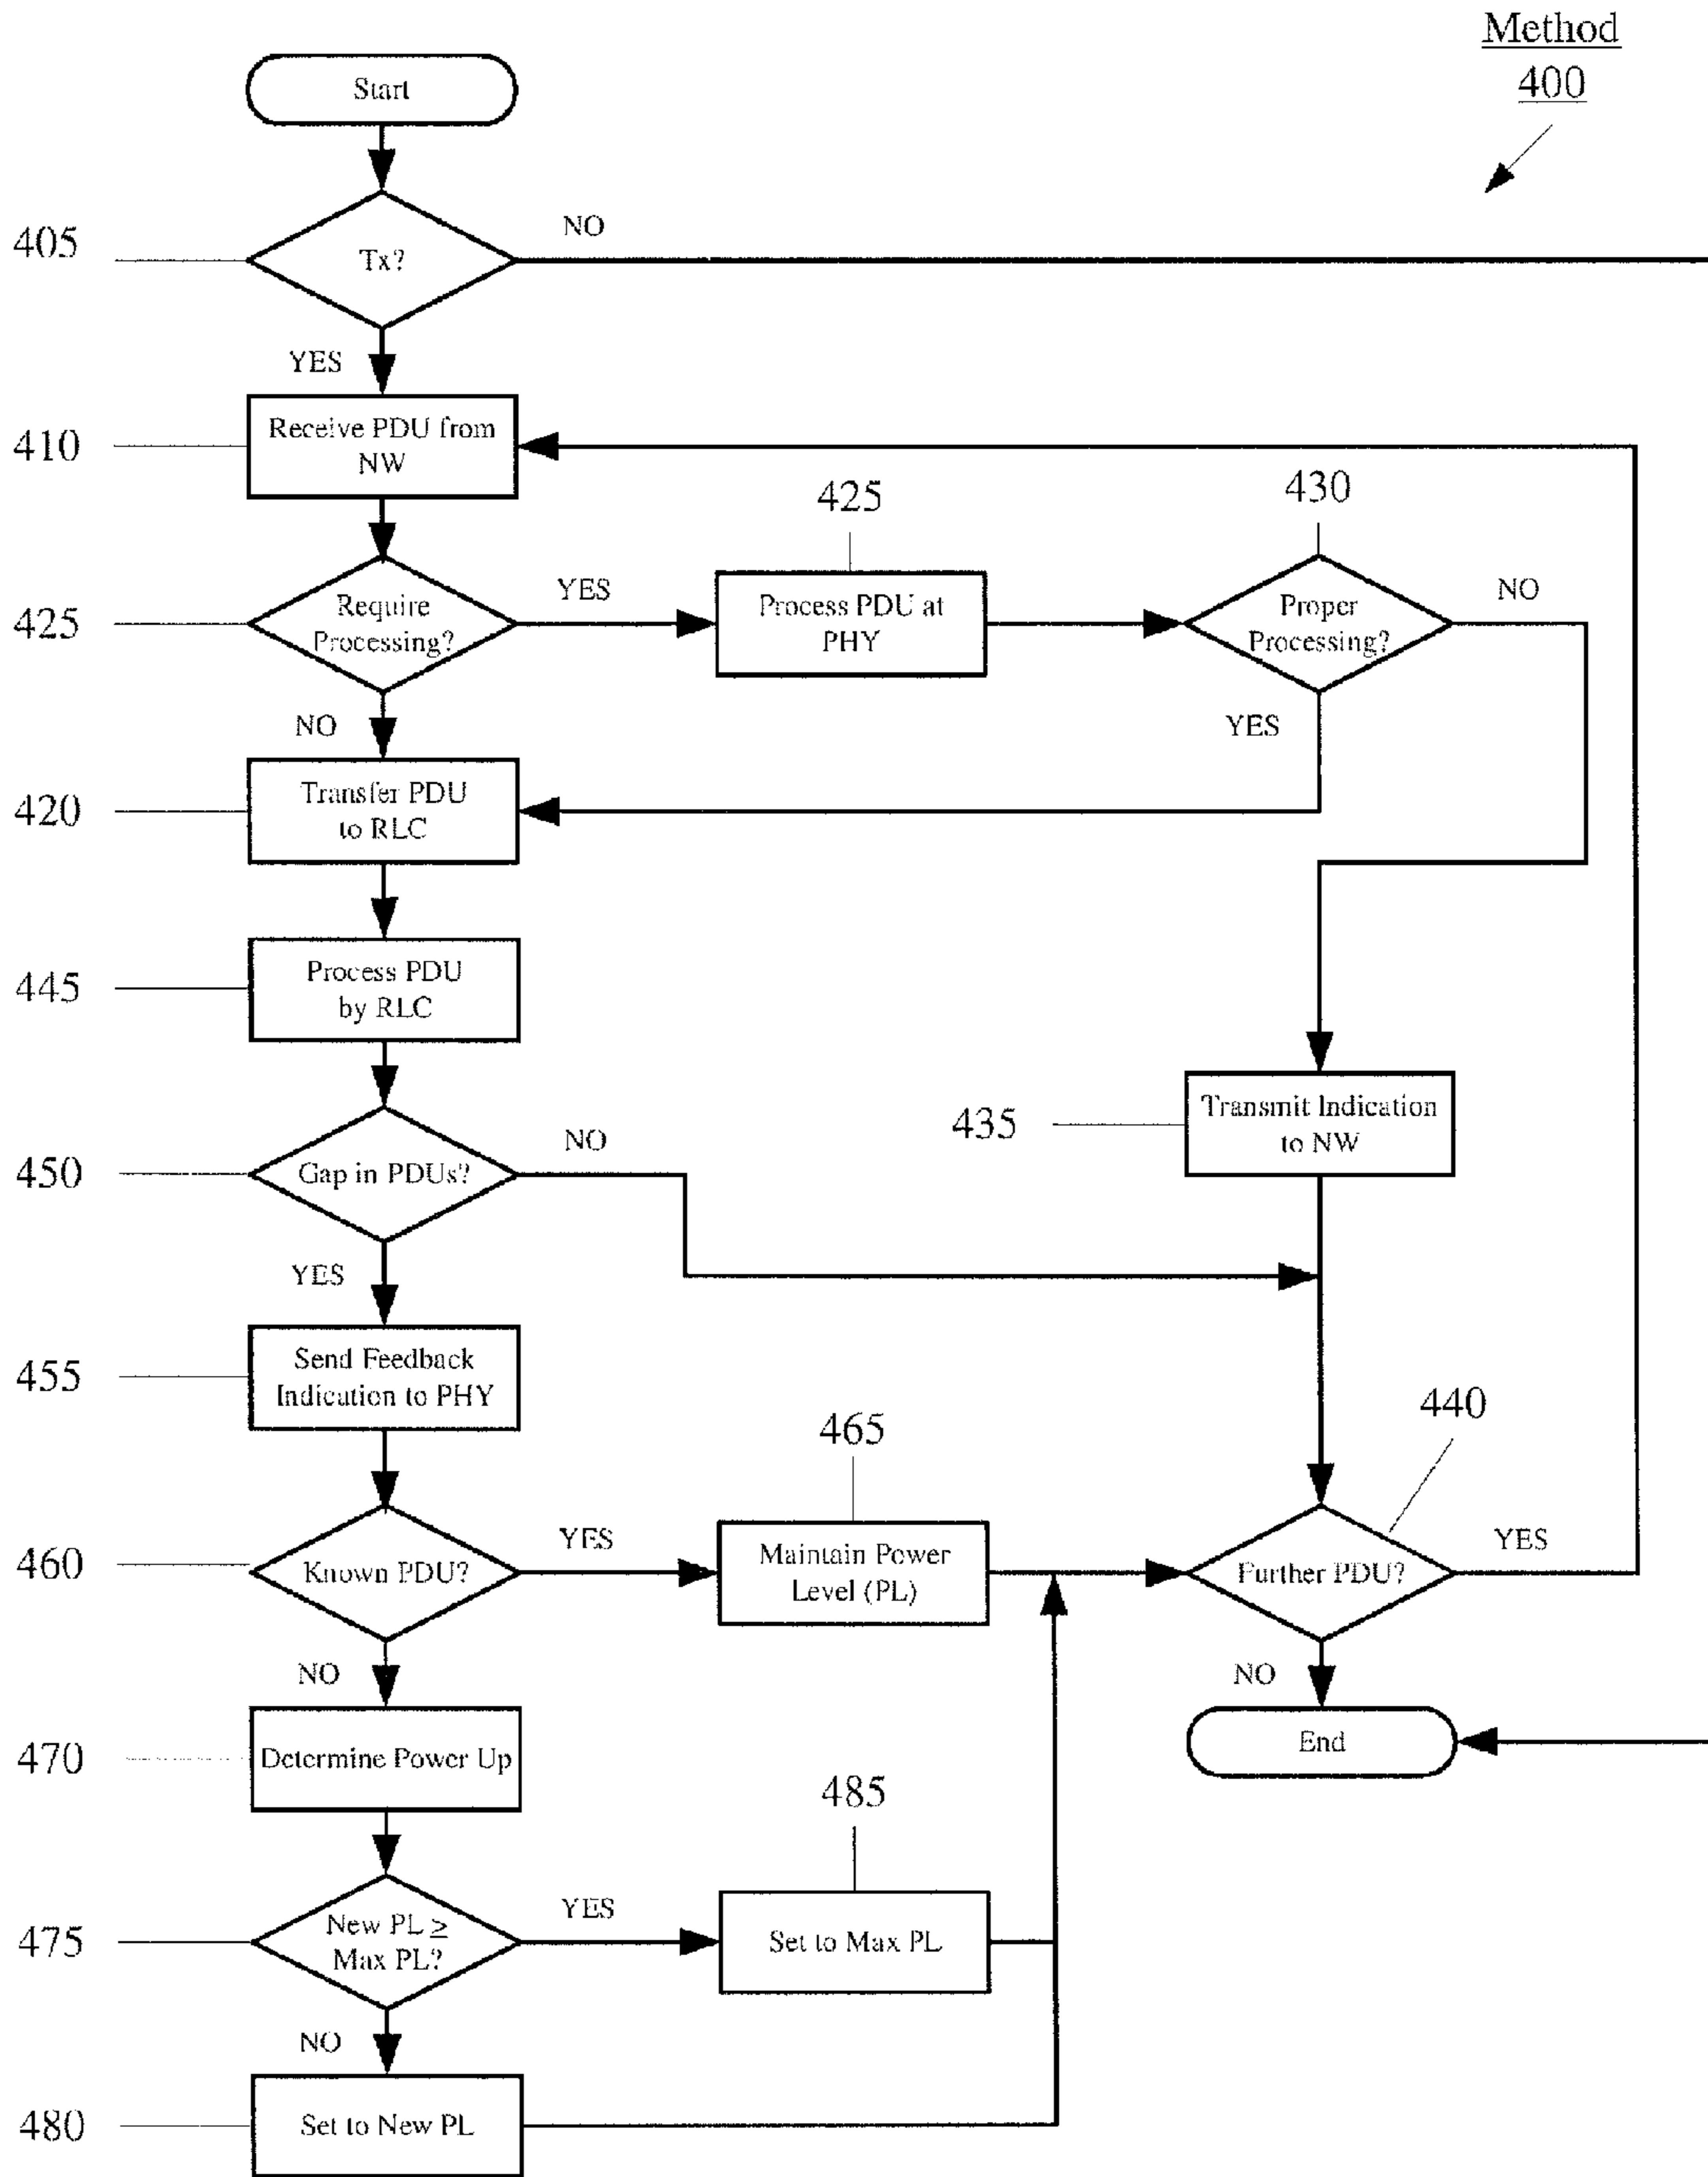 Method
400
Start
405
Tx?
NO
YES
410
Receive PDU from
NW
425
430
425
Require
Processing?
YES
Process PDU at
PHY
Proper
Processing?
NO
NO
YES
420
Transfer PDU
to RLC
445
Process PDU
by RLC
435
Transmit Indication
to NW
450
Gap in PDUs?
NO
YES
455
Send Feedback
Indication to PHY
465
440
460
Known PDU?
YES
Maintain Power
Level (PL)
Further PDU?
YES
NO
NO
470
Determine Power Up
End
485
475
New PL ≥
Max PL?
YES
Set to Max PL
NO
480
Set to New PL